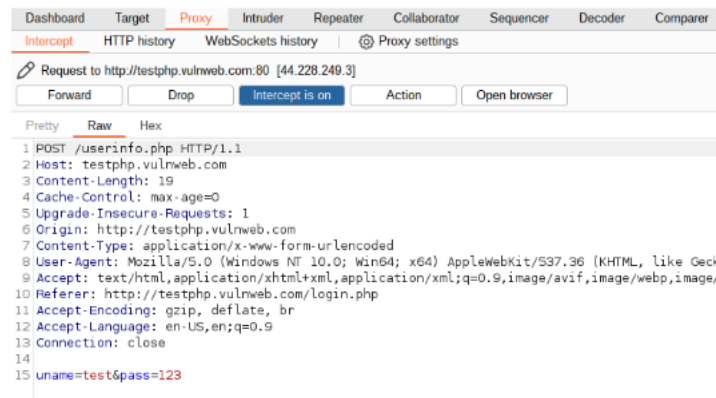 Dashboard Target Proxy Intruder Repeater Collaborator Sequencer Decoder Comparer
Intercept HTTP history WebSockets history Proxy settings
Request to http://testphp.vulnweb.com:80 [44.228.249.3]
Forward Drop Intercept is on Action Open browser
Pretty Raw Hex
1 POST /userinfo.php HTTP/1.1
2 Host: testphp.vulnweb.com
3 Content-Length: 19
4 Cache-Control: max-age=0
5 Upgrade-Insecure-Requests: 1
6 Origin: http://testphp.vulnweb.com
7 Content-Type: application/x-www-form-urlencoded
8 User-Agent: Mozilla/5.0 (Windows NT 10.0; Win64; x64) AppleWebKit/537.36 (KHTML, like Geck
9 Accept: text/html,application/xhtml+xml,application/xml;q=0.9,image/avif,image/webp,image/
10 Referer: http://testphp.vulnweb.com/login.php
11 Accept-Encoding: gzip, deflate, br
12 Accept-Language: en-US,en;q=0.9
13 Connection: close
14
15 uname=test&pass=123